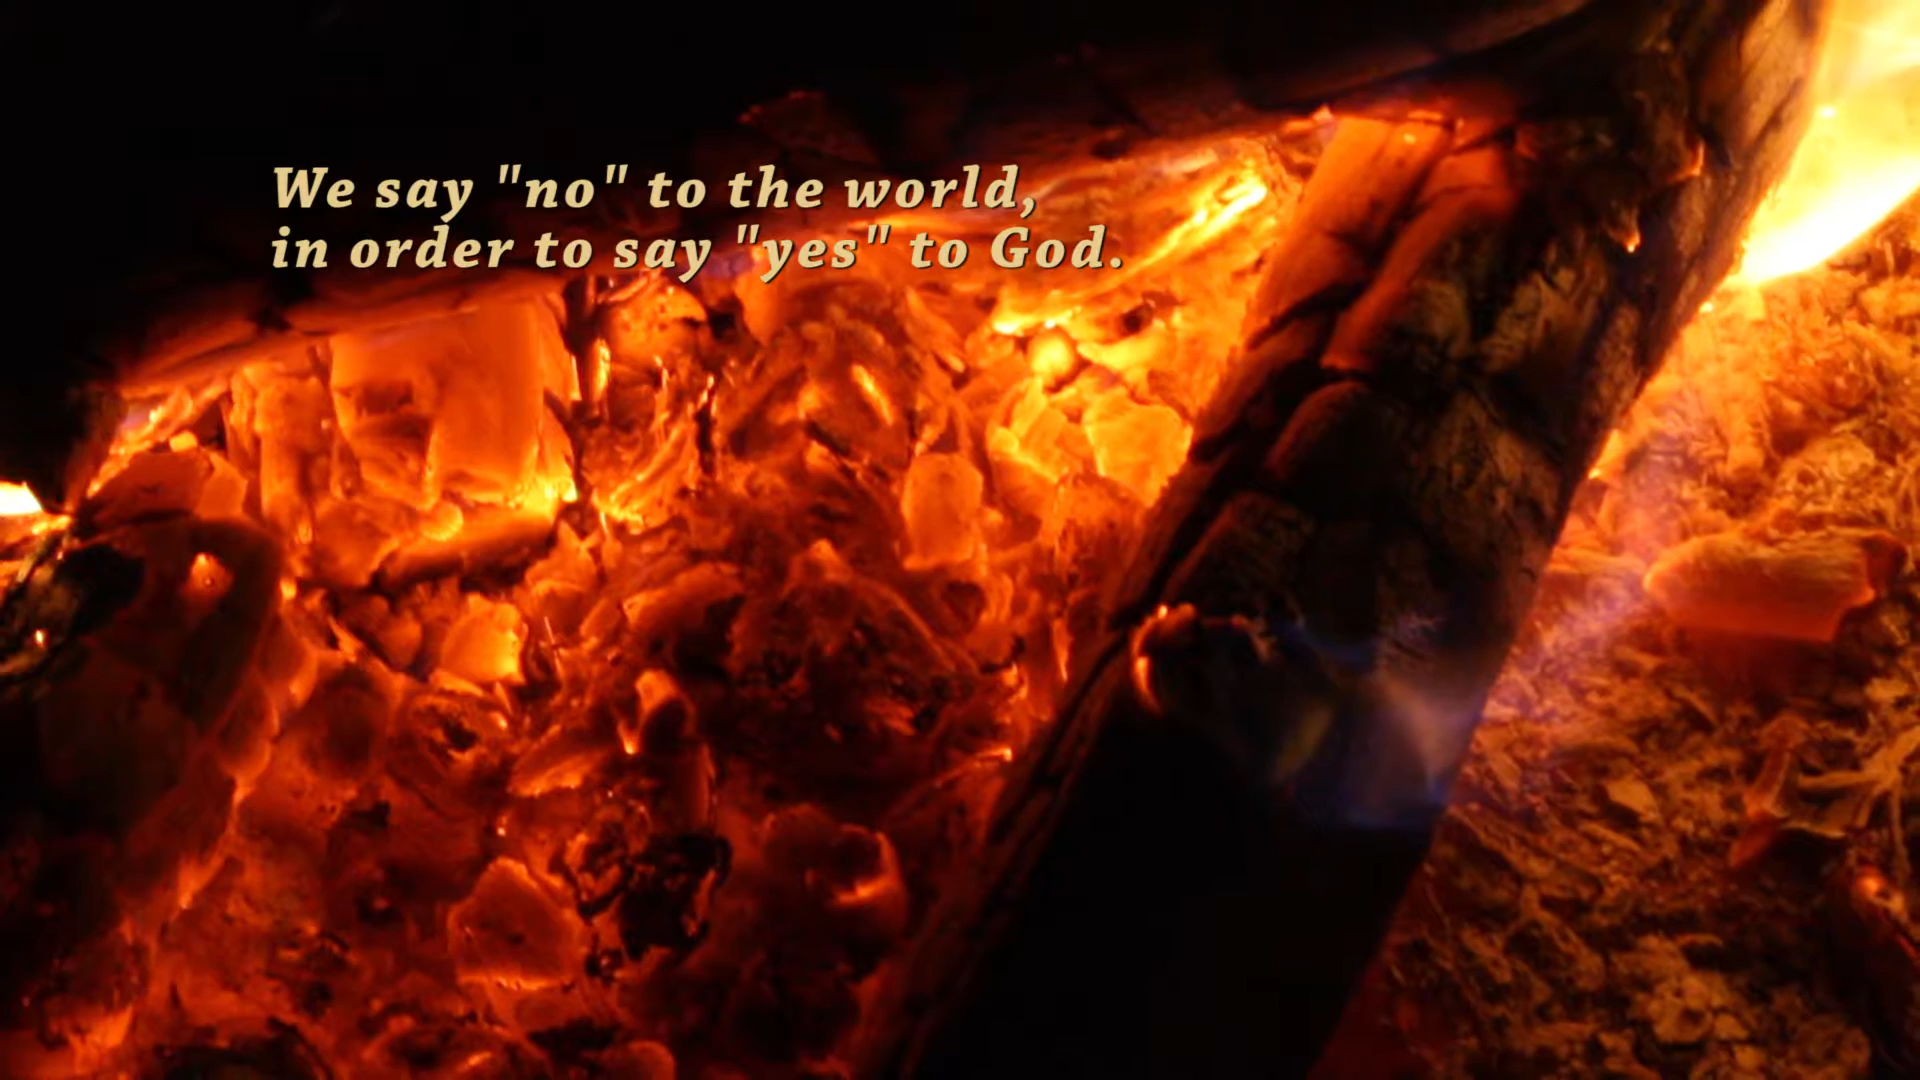 We say "no" to the world,
in order to say "yes" to God.